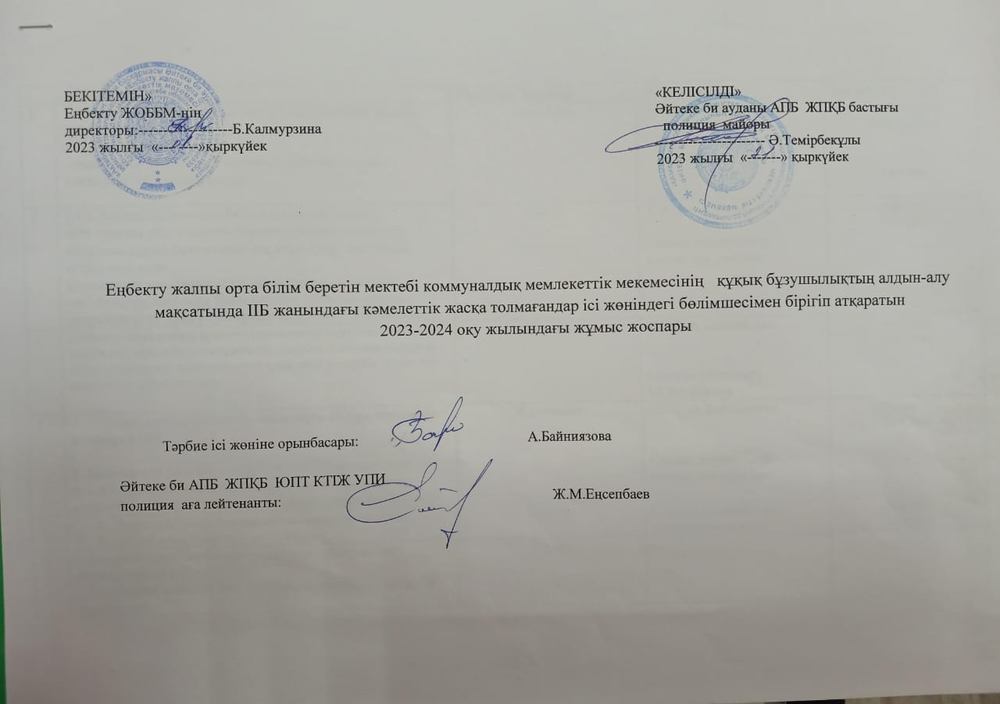 БЕКІТЕМІН»
Еңбекту ЖОББМ-нің
директоры:----------------------Б.Калмурзина
2023 жылғы «--01--»қыркүйек
«КЕЛІСІЛДІ»
Әйтеке би ауданы АПБ ЖПҚБ бастығы
полиция майоры
---------------------- Ә.Темірбекұлы
2023 жылғы «-------» қыркүйек
Еңбекту жалпы орта білім беретін мектебі коммуналдық мемлекеттік мекемесінің құқық бұзушылықтың алдын-алу
мақсатында ІІБ жанындағы кәмелеттік жасқа толмағандар ісі жөніндегі бөлімшесімен бірігіп атқаратын
2023-2024 оқу жылындағы жұмыс жоспары
Тәрбие ісі жөніне орынбасары: А.Байниязова
Әйтеке би АПБ ЖПҚБ ЮПТ КТІЖ УПИ
полиция аға лейтенанты: Ж.М.Еңсепбаев